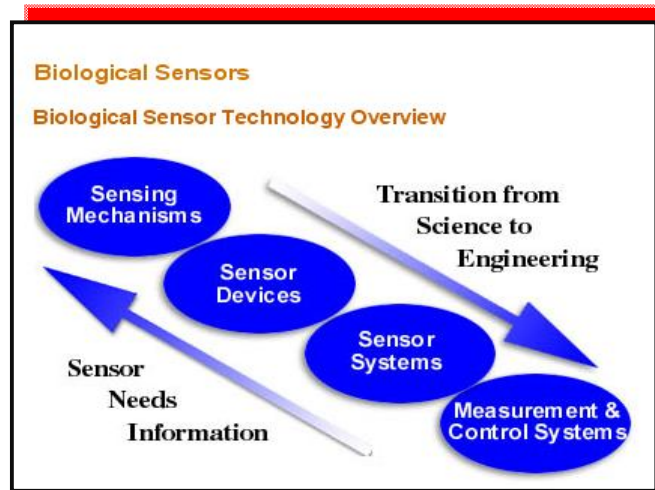 Biological Sensors
Biological Sensor Technology Overview
Sensing
Mechanisms
Transition from
Science to
Engineering
Sensor
Devices
Sensor
Systems
Sensor
Needs
Information
Measurement &
Control Systems